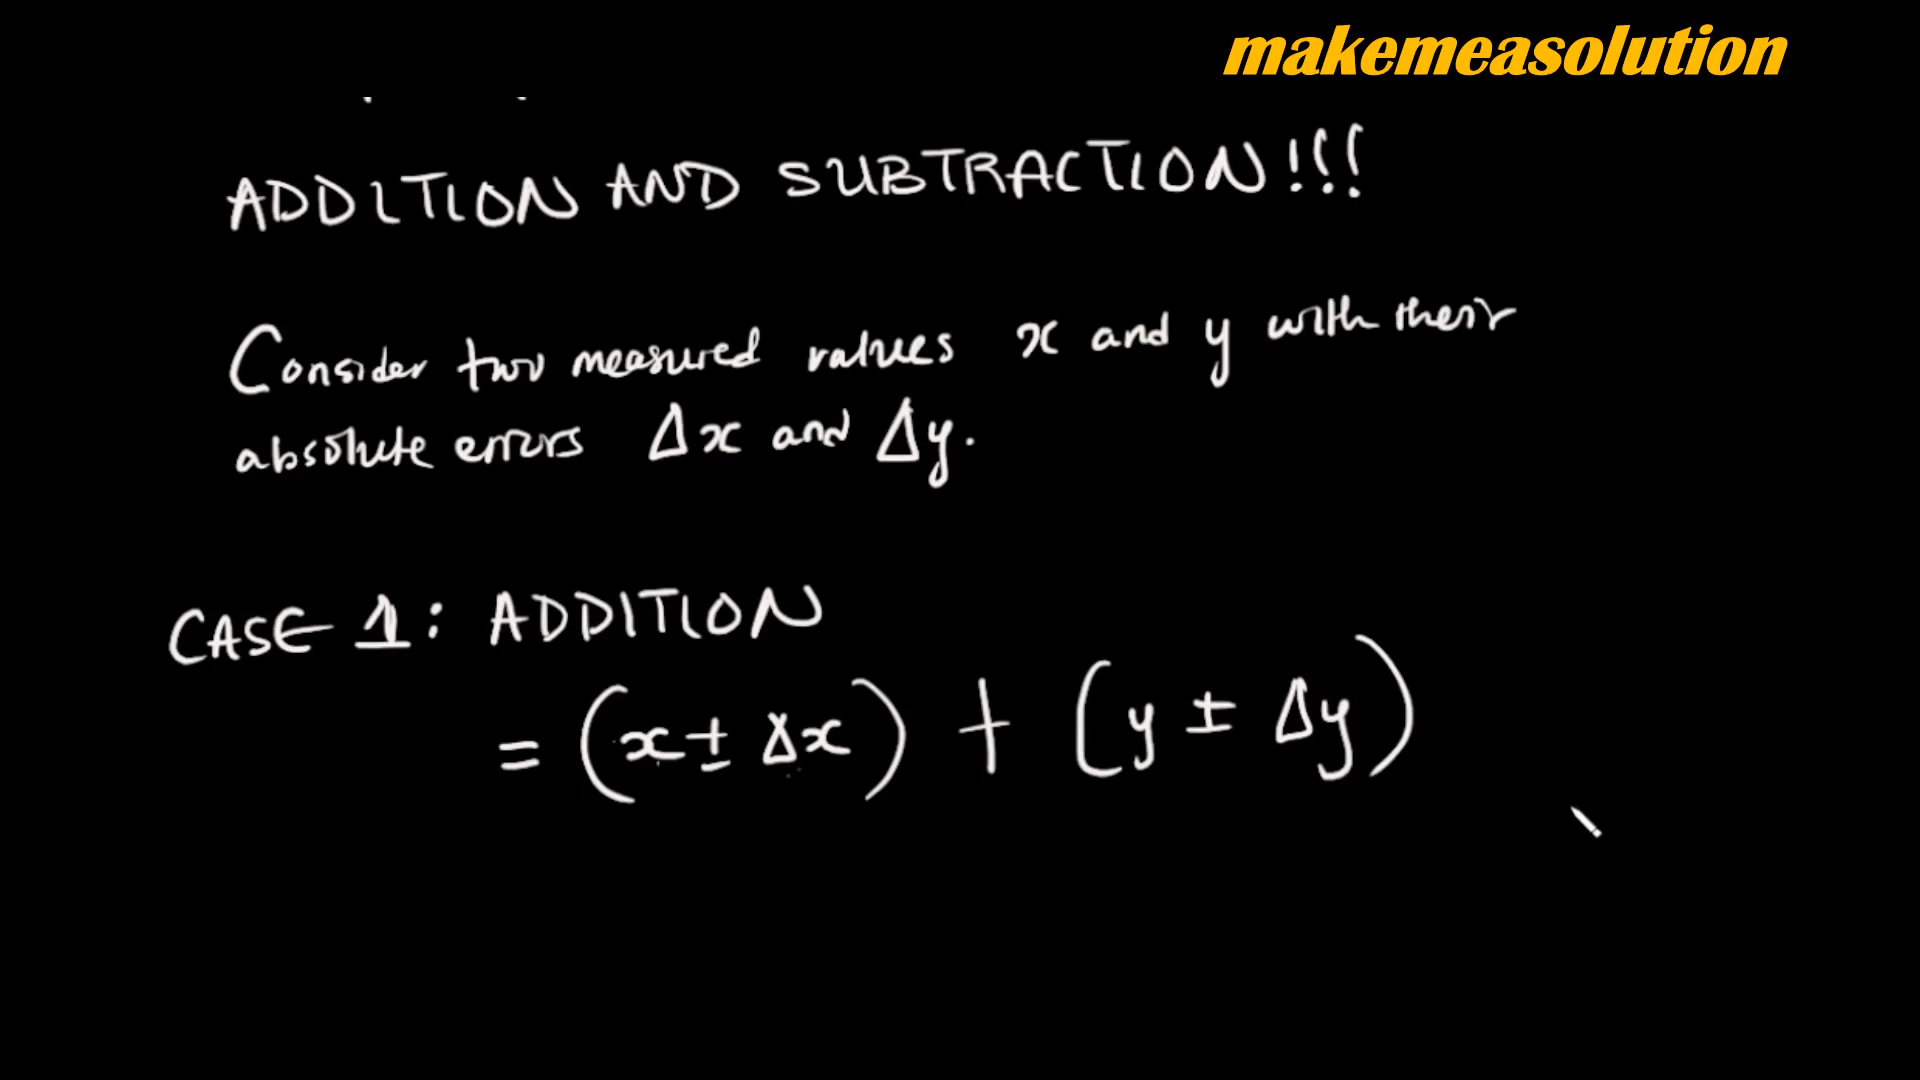 makemeasolution
ADDITION AND SUBTRACTION!!!
Consider two measured values x and y with their
absolute errors Δx and Δy.
CASE 1: ADDITION
= (x ± Δx) + (y ± Δy)